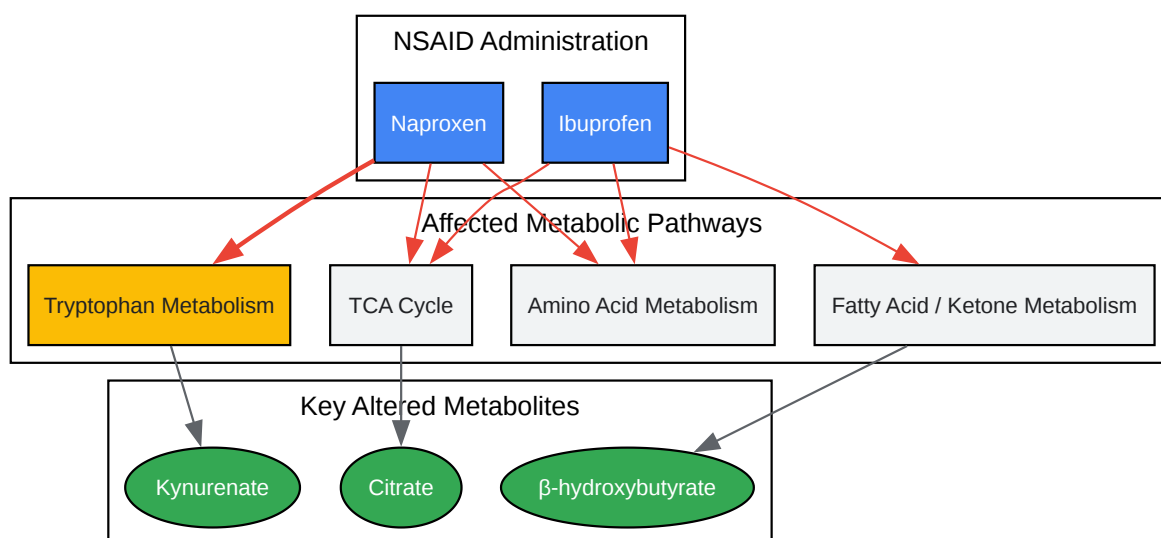 NSAID Administration
Naproxen
Ibuprofen
Affected Metabolic Pathways
Tryptophan Metabolism
TCA Cycle
Amino Acid Metabolism
Fatty Acid / Ketone Metabolism
Key Altered Metabolites
Kynurenate
Citrate
β-hydroxybutyrate